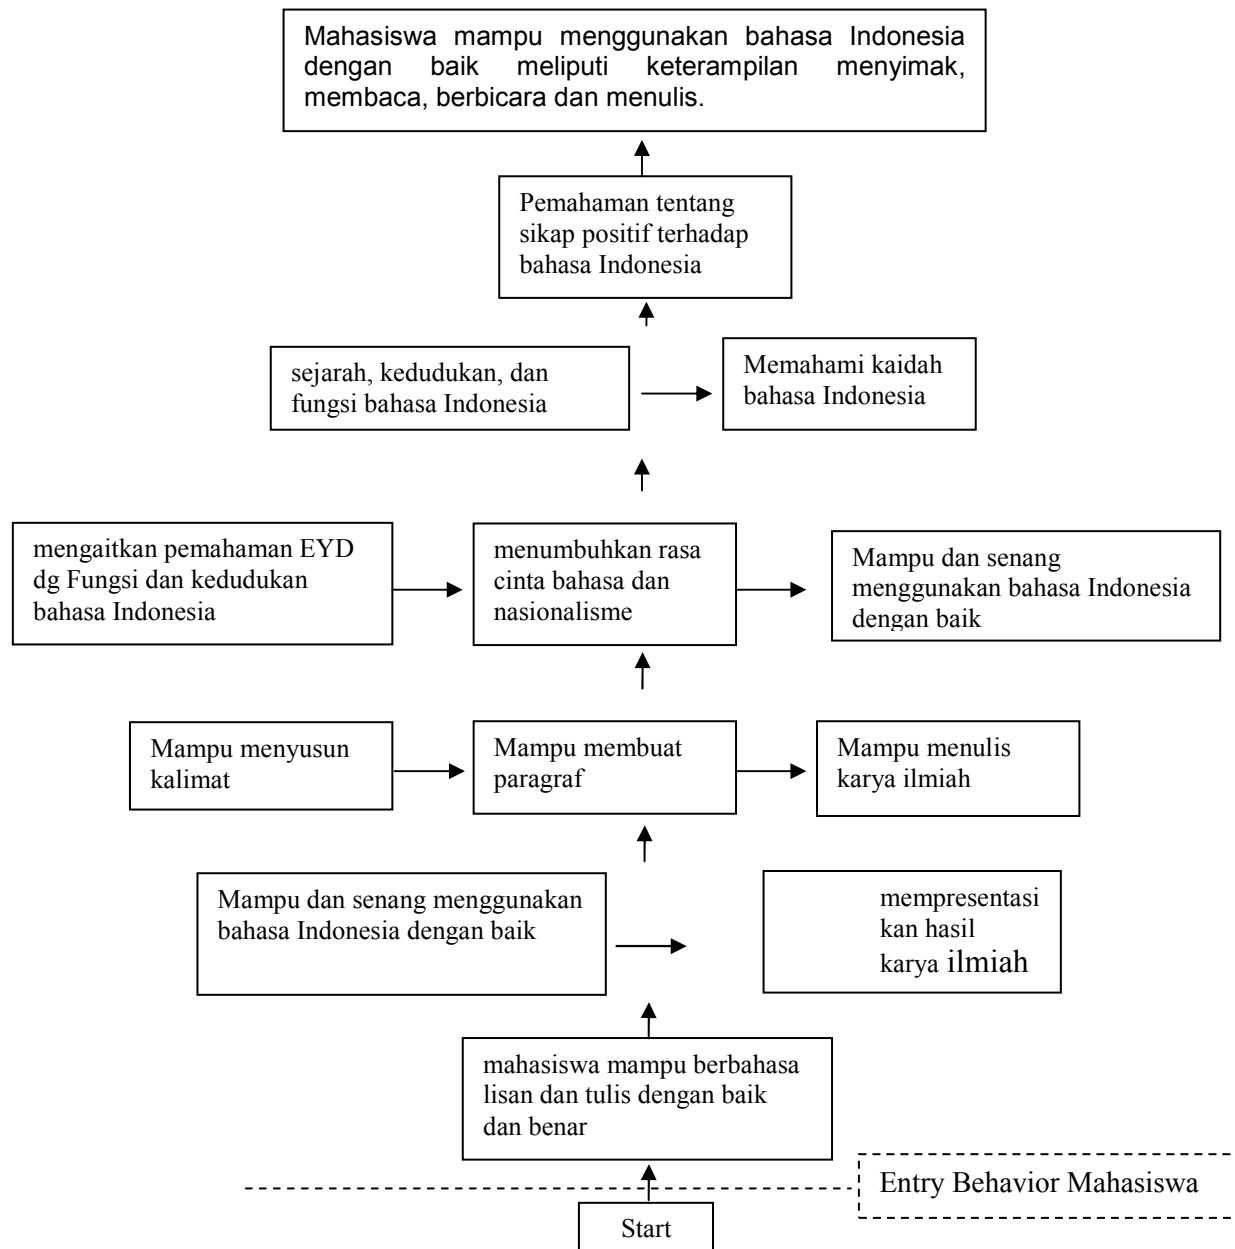 Mahasiswa mampu menggunakan bahasa Indonesia
dengan baik meliputi keterampilan menyimak,
membaca, berbicara dan menulis.
Pemahaman tentang
sikap positif terhadap
bahasa Indonesia
sejarah, kedudukan, dan
fungsi bahasa Indonesia
Memahami kaidah
bahasa Indonesia
mengaitkan pemahaman EYD
dg Fungsi dan kedudukan
bahasa Indonesia
menumbuhkan rasa
cinta bahasa dan
nasionalisme
Mampu dan senang
menggunakan bahasa Indonesia
dengan baik
Mampu menyusun
kalimat
Mampu membuat
paragraf
Mampu menulis
karya ilmiah
Mampu dan senang menggunakan
bahasa Indonesia dengan baik
mempresentasi
kan hasil
karya ilmiah
mahasiswa mampu berbahasa
lisan dan tulis dengan baik
dan benar
Entry Behavior Mahasiswa
Start